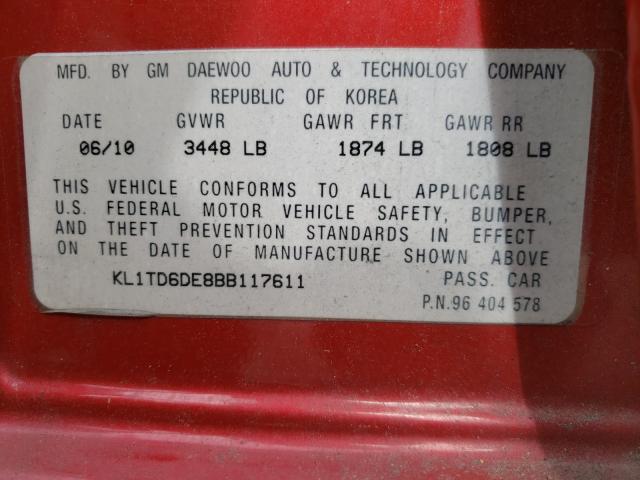 MFD. BY GM DAEWOO AUTO & TECHNOLOGY COMPANY
REPUBLIC OF KOREA
DATE GVWR GAWR FRT GAWR RR
06/10 3448 LB 1874 LB 1808 LB
THIS VEHICLE CONFORMS TO ALL APPLICABLE
U.S. FEDERAL MOTOR VEHICLE SAFETY, BUMPER,
AND THEFT PREVENTION STANDARDS IN EFFECT
ON THE DATE OF MANUFACTURE SHOWN ABOVE
KL1TD6DE8BB117611 PASS. CAR
P.N.96 404 578